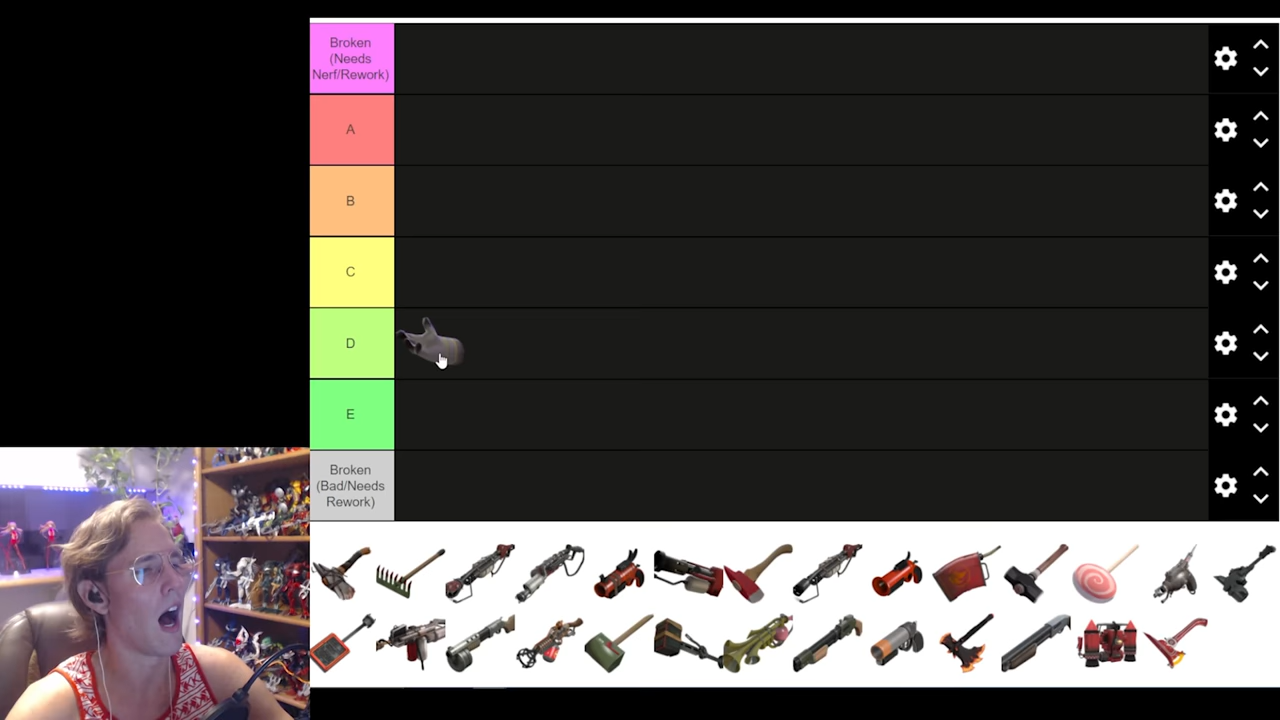 Broken
(Needs
Nerf/Rework)
A
B
C
D
E
Broken
(Bad/Needs
Rework)